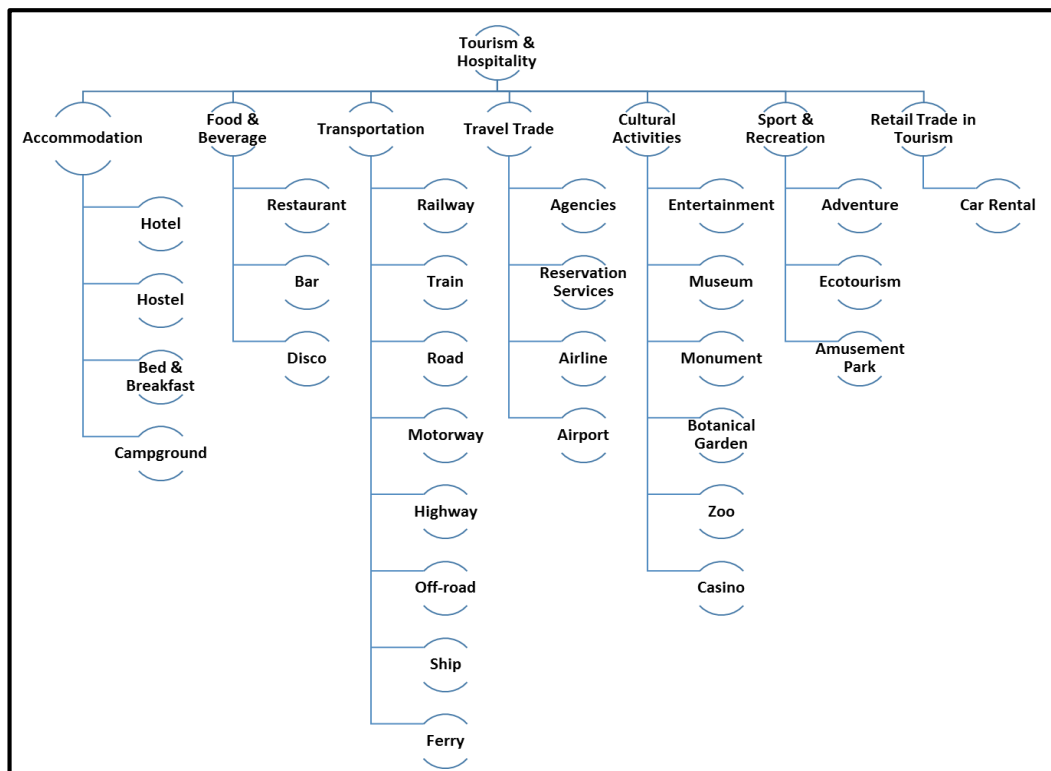 Tourism &
Hospitality
Accommodation
Food &
Beverage
Transportation
Travel Trade
Cultural
Activities
Sport &
Recreation
Retail Trade in
Tourism
Hotel
Hostel
Bed &
Breakfast
Campground
Restaurant
Bar
Disco
Railway
Train
Road
Motorway
Highway
Off-road
Ship
Ferry
Agencies
Reservation
Services
Airline
Airport
Entertainment
Museum
Monument
Botanical
Garden
Zoo
Casino
Adventure
Ecotourism
Amusement
Park
Car Rental